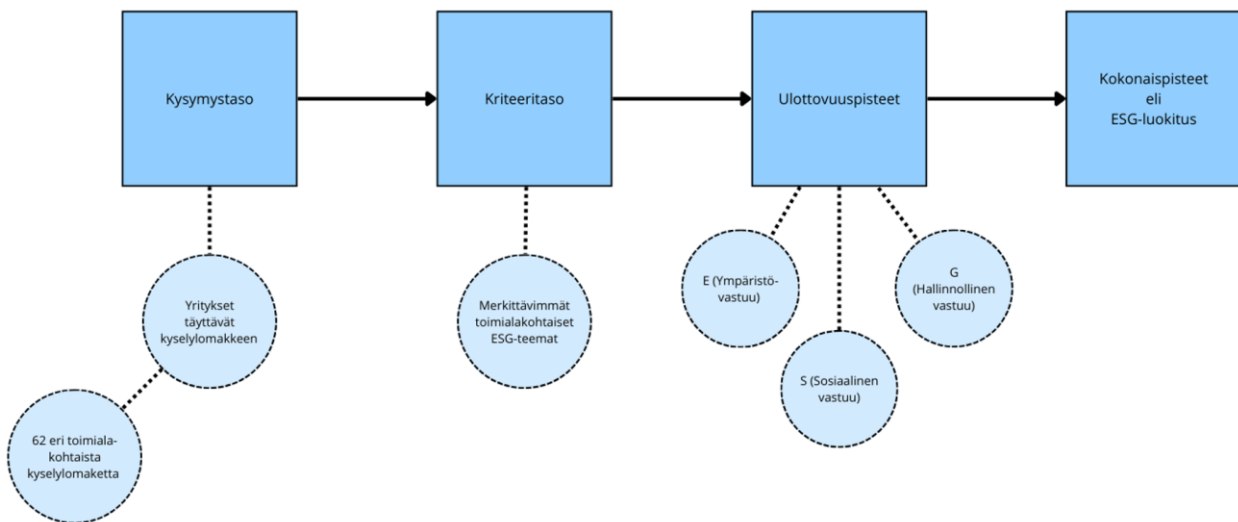 Kysymystaso
Kriteeritaso
Ulottovuuspisteet
Kokonaispisteet
eli
ESG-luokitus
Yritykset
täyttävät
kyselylomakkeen
62 eri toimiala-
kohtaista
kyselylomaketta
Merkittävimmät
toimialakohtaiset
ESG-teemat
E (Ympäristö-
vastuu)
S (Sosiaalinen
vastuu)
G
(Hallinnollinen
vastuu)